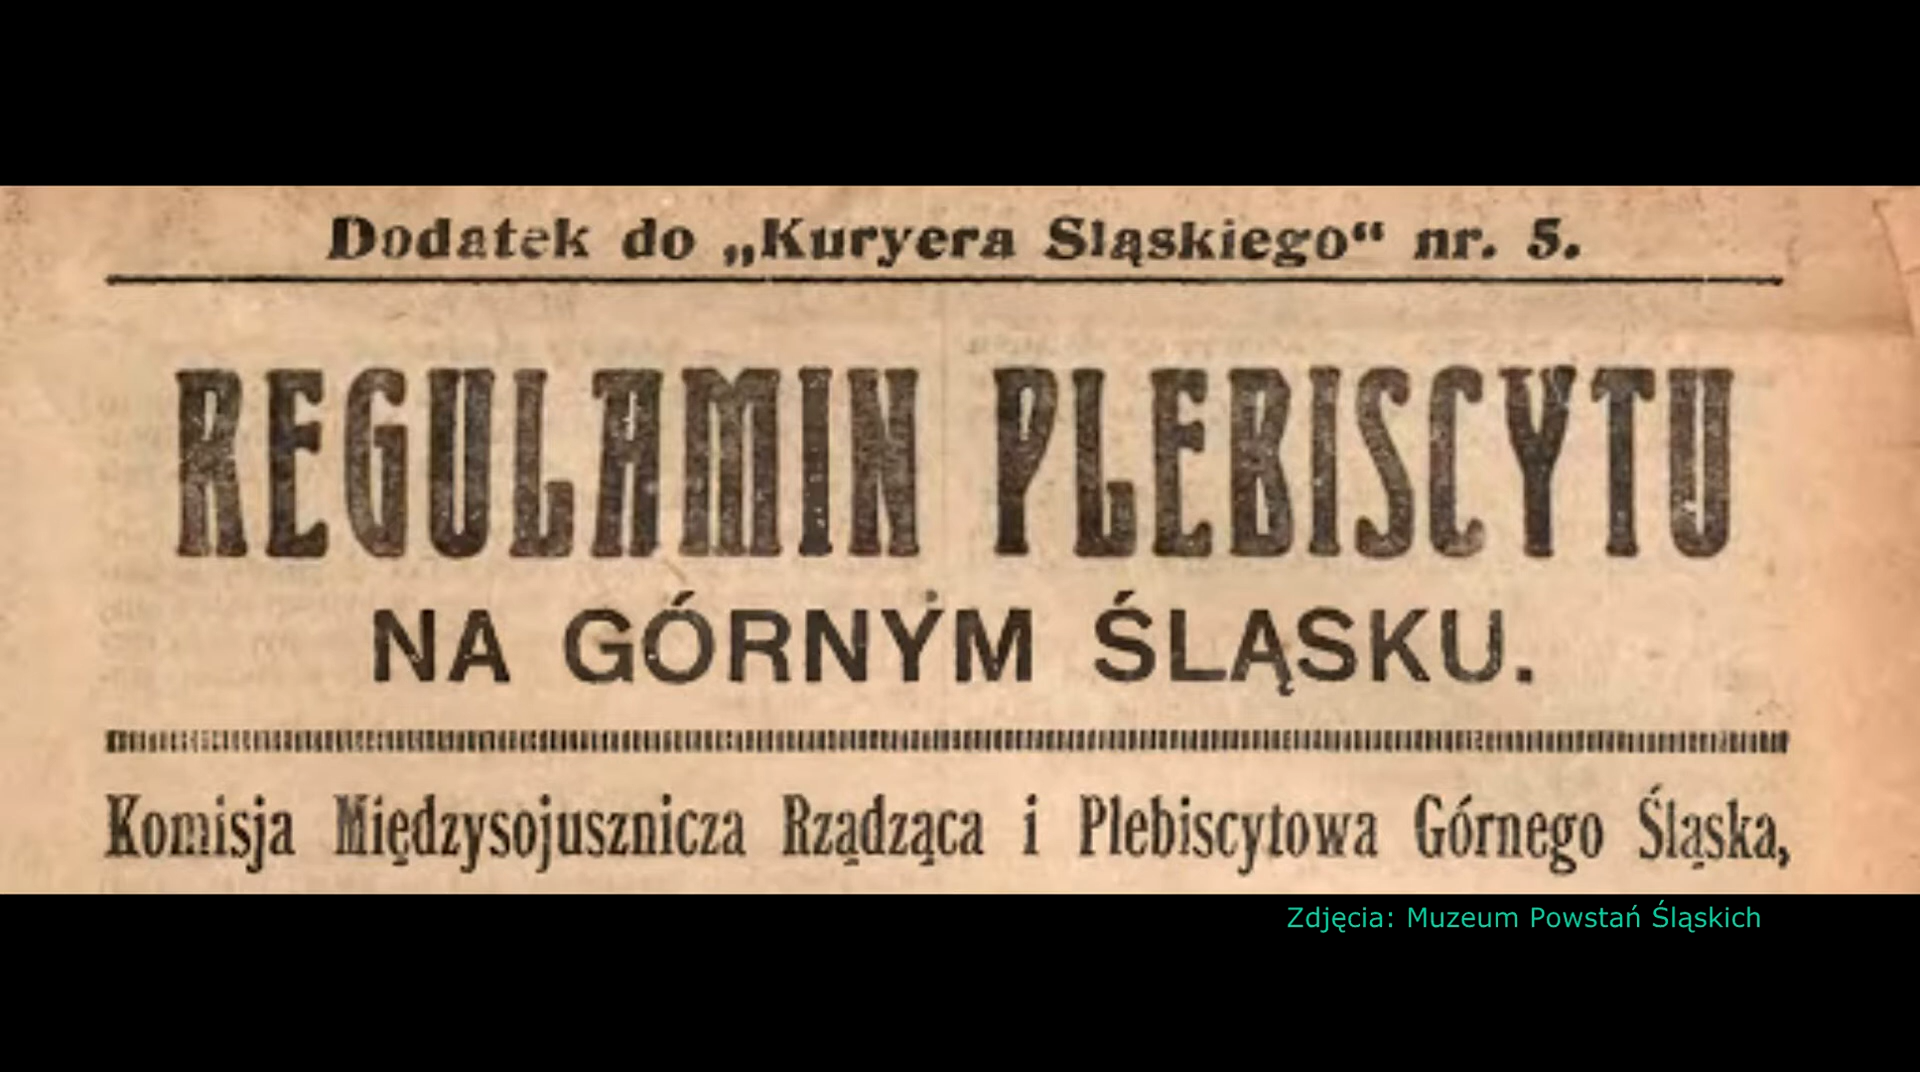 Dodatek do „Kuryera Śląskiego“ nr. 5.
REGULAMIN PLEBISCYTU
NA GÓRNYM ŚLĄSKU.
Komisja Międzysojusznicza Rządząca i Plebiscytowa Górnego Śląska,
Zdjęcia: Muzeum Powstań Śląskich